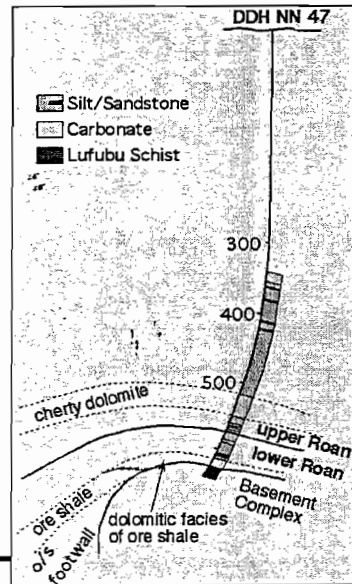 DDH NN 47
Silt/Sandstone
Carbonate
Lufubu Schist
300
400
500
cherty dolomite
upper Roan
lower Roan
Basement
Complex
ore shale
o/s
footwall
dolomitic facies
of ore shale